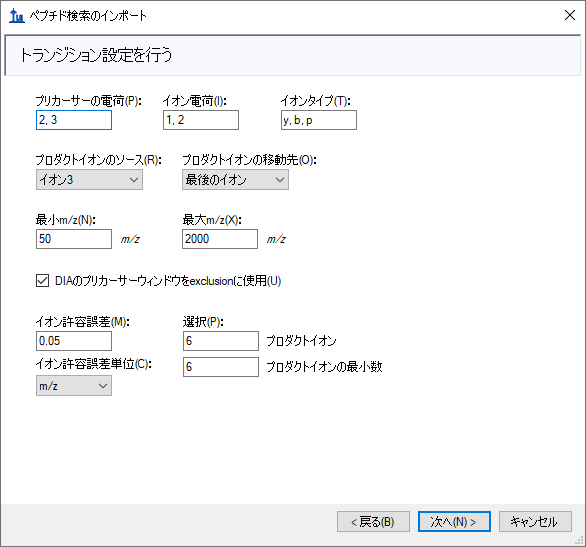 ペプチド検索のインポート
トランジション設定を行う
プリカーサーの電荷(P): イオン電荷(I): イオンタイプ(T):
2, 3 1, 2 y, b, p
プロダクトイオンのソース(R): プロダクトイオンの移動先(O):
イオン3 最後のイオン
最小m/z(N): 最大m/z(X):
50 m/z 2000 m/z
DIAのプリカーサーウィンドウをexclusionに使用(U)
イオン許容誤差(M): 選択(P):
0.05 6 プロダクトイオン
イオン許容誤差単位(C): 6 プロダクトイオンの最小数
m/z
< 戻る(B) 次へ(N) > キャンセル